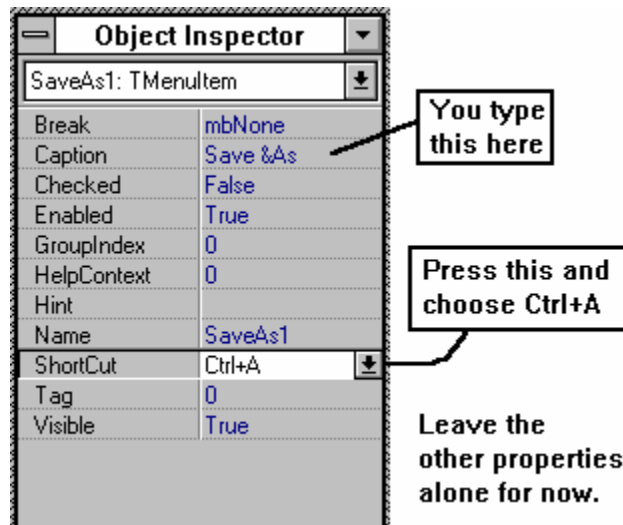 Object Inspector
SaveAs1: TMenuItem
Break mbNone
Caption Save &As
Checked False
Enabled True
GroupIndex 0
HelpContext 0
Hint
Name SaveAs1
ShortCut Ctrl+A
Tag 0
Visible True
You type
this here
Press this and
choose Ctrl+A
Leave the
other properties
alone for now.